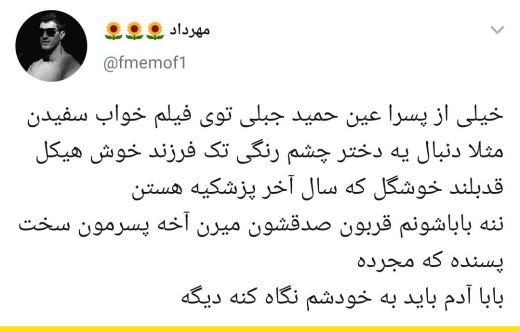 مهرداد 🌻🌻🌻
@fmemof1
خیلی از پسرا عین حمید جبلی توی فیلم خواب سفیدن
مثلا دنبال یه دختر چشم رنگی تک فرزند خوش هیکل
قدبلند خوشگل که سال آخر پزشکیه هستن
ننه باباشونم قربون صدقشون میرن آخه پسرمون سخت
پسنده که مجرده
بابا آدم باید به خودشم نگاه کنه دیگه